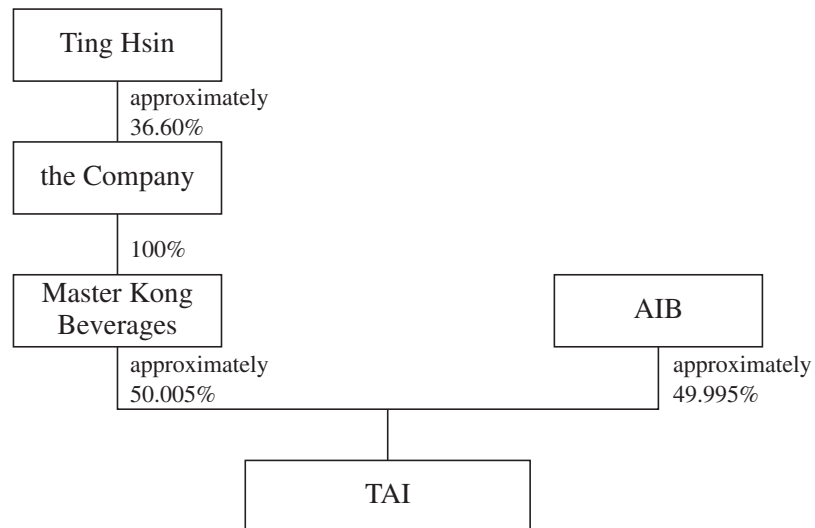 Ting Hsin
approximately
36.60%
the Company
100%
Master Kong
Beverages
AIB
approximately
50.005%
approximately
49.995%
TAI